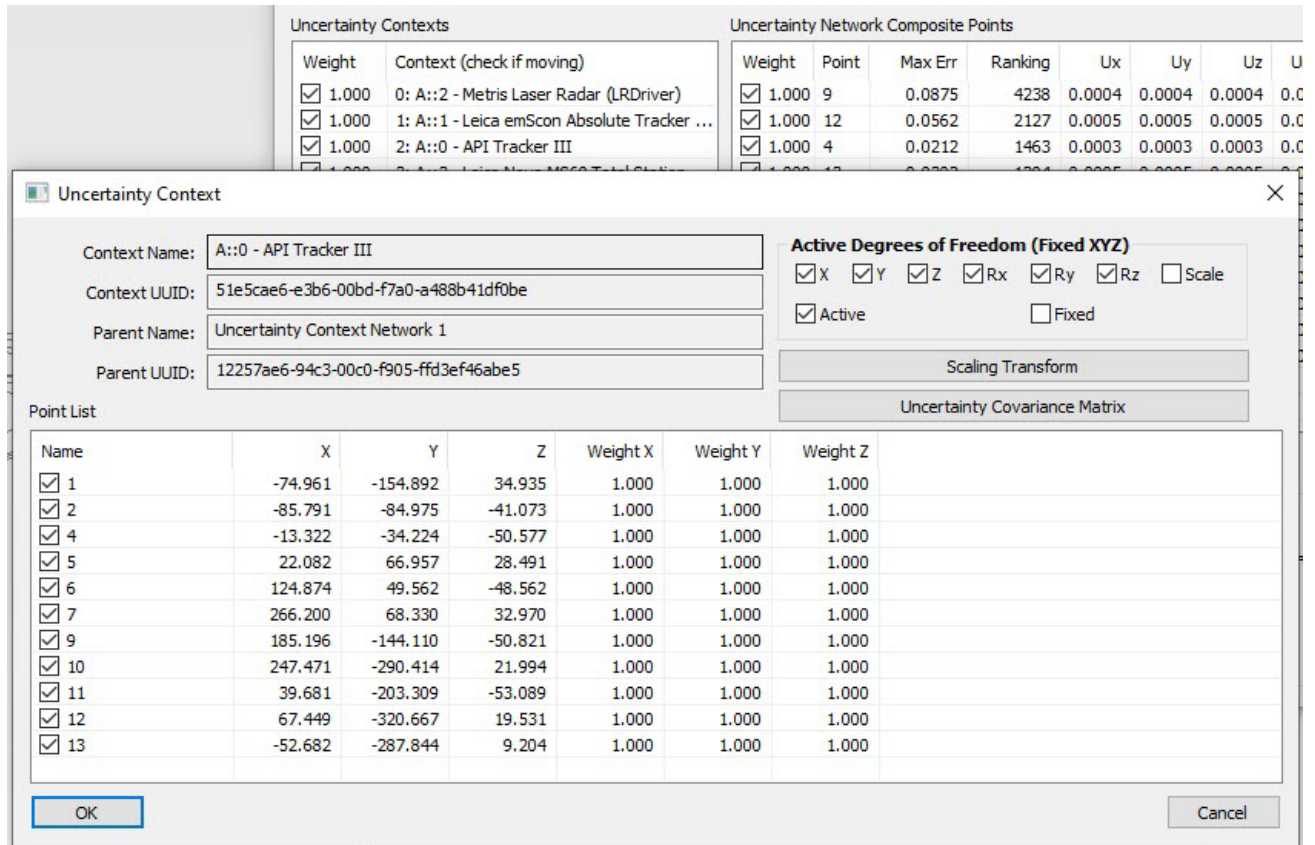 Uncertainty Contexts
Uncertainty Network Composite Points
Weight Context (check if moving)
Weight Point Max Err Ranking Ux Uy Uz
1.000 0: A::2 - Metris Laser Radar (LRDriver)
1.000 9 0.0875 4238 0.0004 0.0004 0.0004
1.000 1: A::1 - Leica emScon Absolute Tracker ...
1.000 12 0.0562 2127 0.0005 0.0005 0.0005
1.000 2: A::0 - API Tracker III
1.000 4 0.0212 1463 0.0003 0.0003 0.0003
Uncertainty Context
Context Name: A::0 - API Tracker III
Context UUID: 51e5cae6-e3b6-00bd-f7a0-a488b41df0be
Parent Name: Uncertainty Context Network 1
Parent UUID: 12257ae6-94c3-00c0-f905-ffd3ef46abe5
Active Degrees of Freedom (Fixed XYZ)
X Y Z Rx Ry Rz Scale
Active Fixed
Scaling Transform
Uncertainty Covariance Matrix
Point List
Name X Y Z Weight X Weight Y Weight Z
1 -74.961 -154.892 34.935 1.000 1.000 1.000
2 -85.791 -84.975 -41.073 1.000 1.000 1.000
4 -13.322 -34.224 -50.577 1.000 1.000 1.000
5 22.082 66.957 28.491 1.000 1.000 1.000
6 124.874 49.562 -48.562 1.000 1.000 1.000
7 266.200 68.330 32.970 1.000 1.000 1.000
9 185.196 -144.110 -50.821 1.000 1.000 1.000
10 247.471 -290.414 21.994 1.000 1.000 1.000
11 39.681 -203.309 -53.089 1.000 1.000 1.000
12 67.449 -320.667 19.531 1.000 1.000 1.000
13 -52.682 -287.844 9.204 1.000 1.000 1.000
OK
Cancel